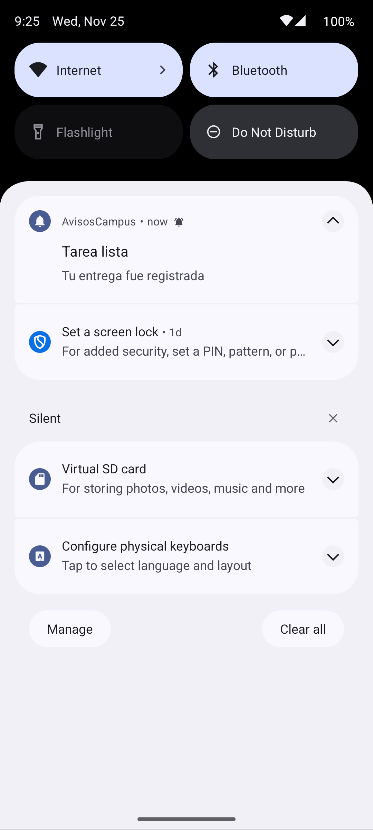 9:25 Wed, Nov 25 100%
Internet
Bluetooth
Flashlight
Do Not Disturb
AvisosCampus • now
Tarea lista
Tu entrega fue registrada
Set a screen lock • 1d
For added security, set a PIN, pattern, or p…
Silent
Virtual SD card
For storing photos, videos, music and more
Configure physical keyboards
Tap to select language and layout
Manage
Clear all